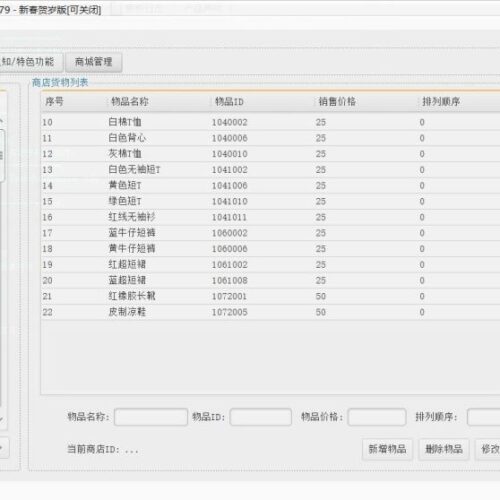 79 - 新春贺岁版[可关闭]
知/特色功能 商城管理
商店货物列表
序号 物品名称 物品ID 销售价格 排列顺序
10 白棉T恤 1040002 25 0
11 白色背心 1040006 25 0
12 灰棉T恤 1040010 25 0
13 白色无袖短T 1041002 25 0
14 黄色短T 1041006 25 0
15 绿色短T 1041010 25 0
16 红线无袖衫 1041011 25 0
17 蓝牛仔短裤 1060002 25 0
18 黄牛仔短裤 1060006 25 0
19 红超短裙 1061002 25 0
20 蓝超短裙 1061008 25 0
21 红橡胶长靴 1072001 50 0
22 皮制凉鞋 1072005 50 0
物品名称: 物品ID: 物品价格: 排列顺序:
当前商店ID: ... 新增物品 删除物品 修改